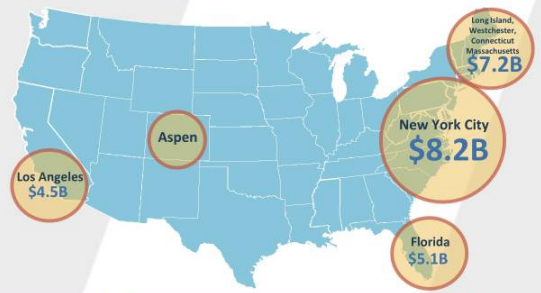 Long Island,
Westchester,
Connecticut
Massachusetts
$7.2B
New York City
$8.2B
Aspen
Los Angeles
$4.5B
Florida
$5.1B